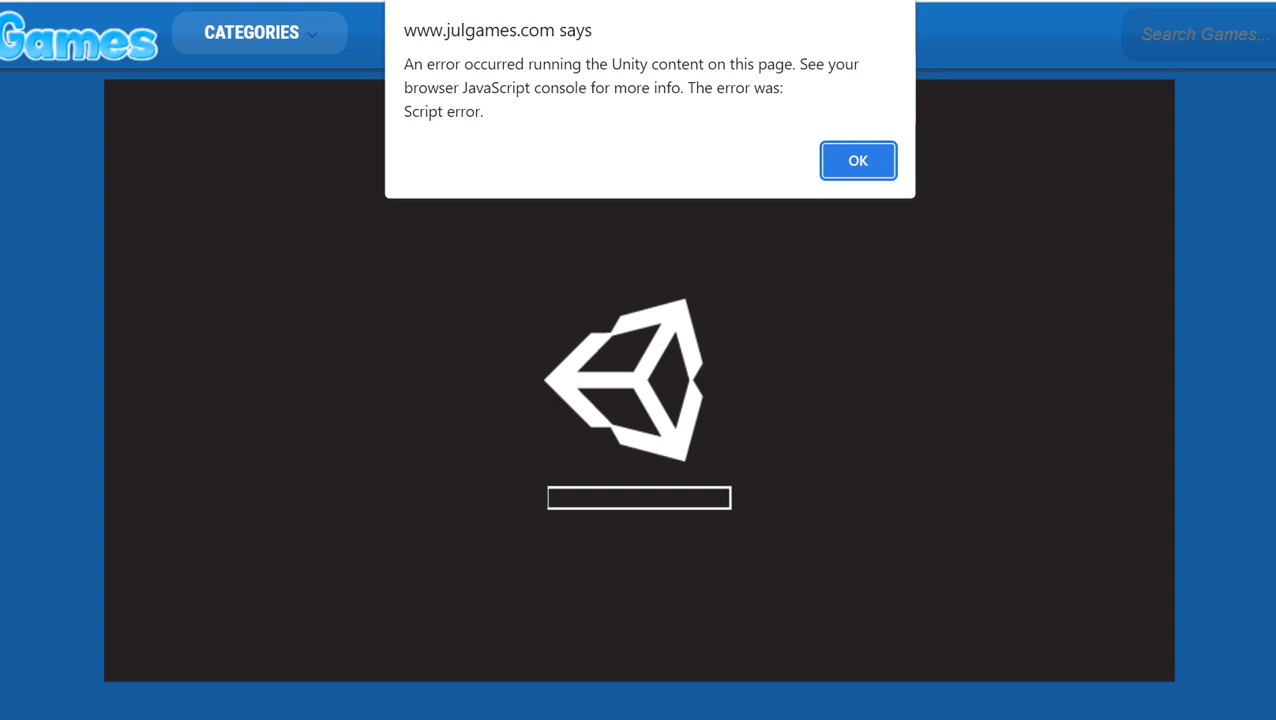 Games
CATEGORIES
www.julgames.com says
An error occurred running the Unity content on this page. See your
browser JavaScript console for more info. The error was:
Script error.
OK
Search Games...